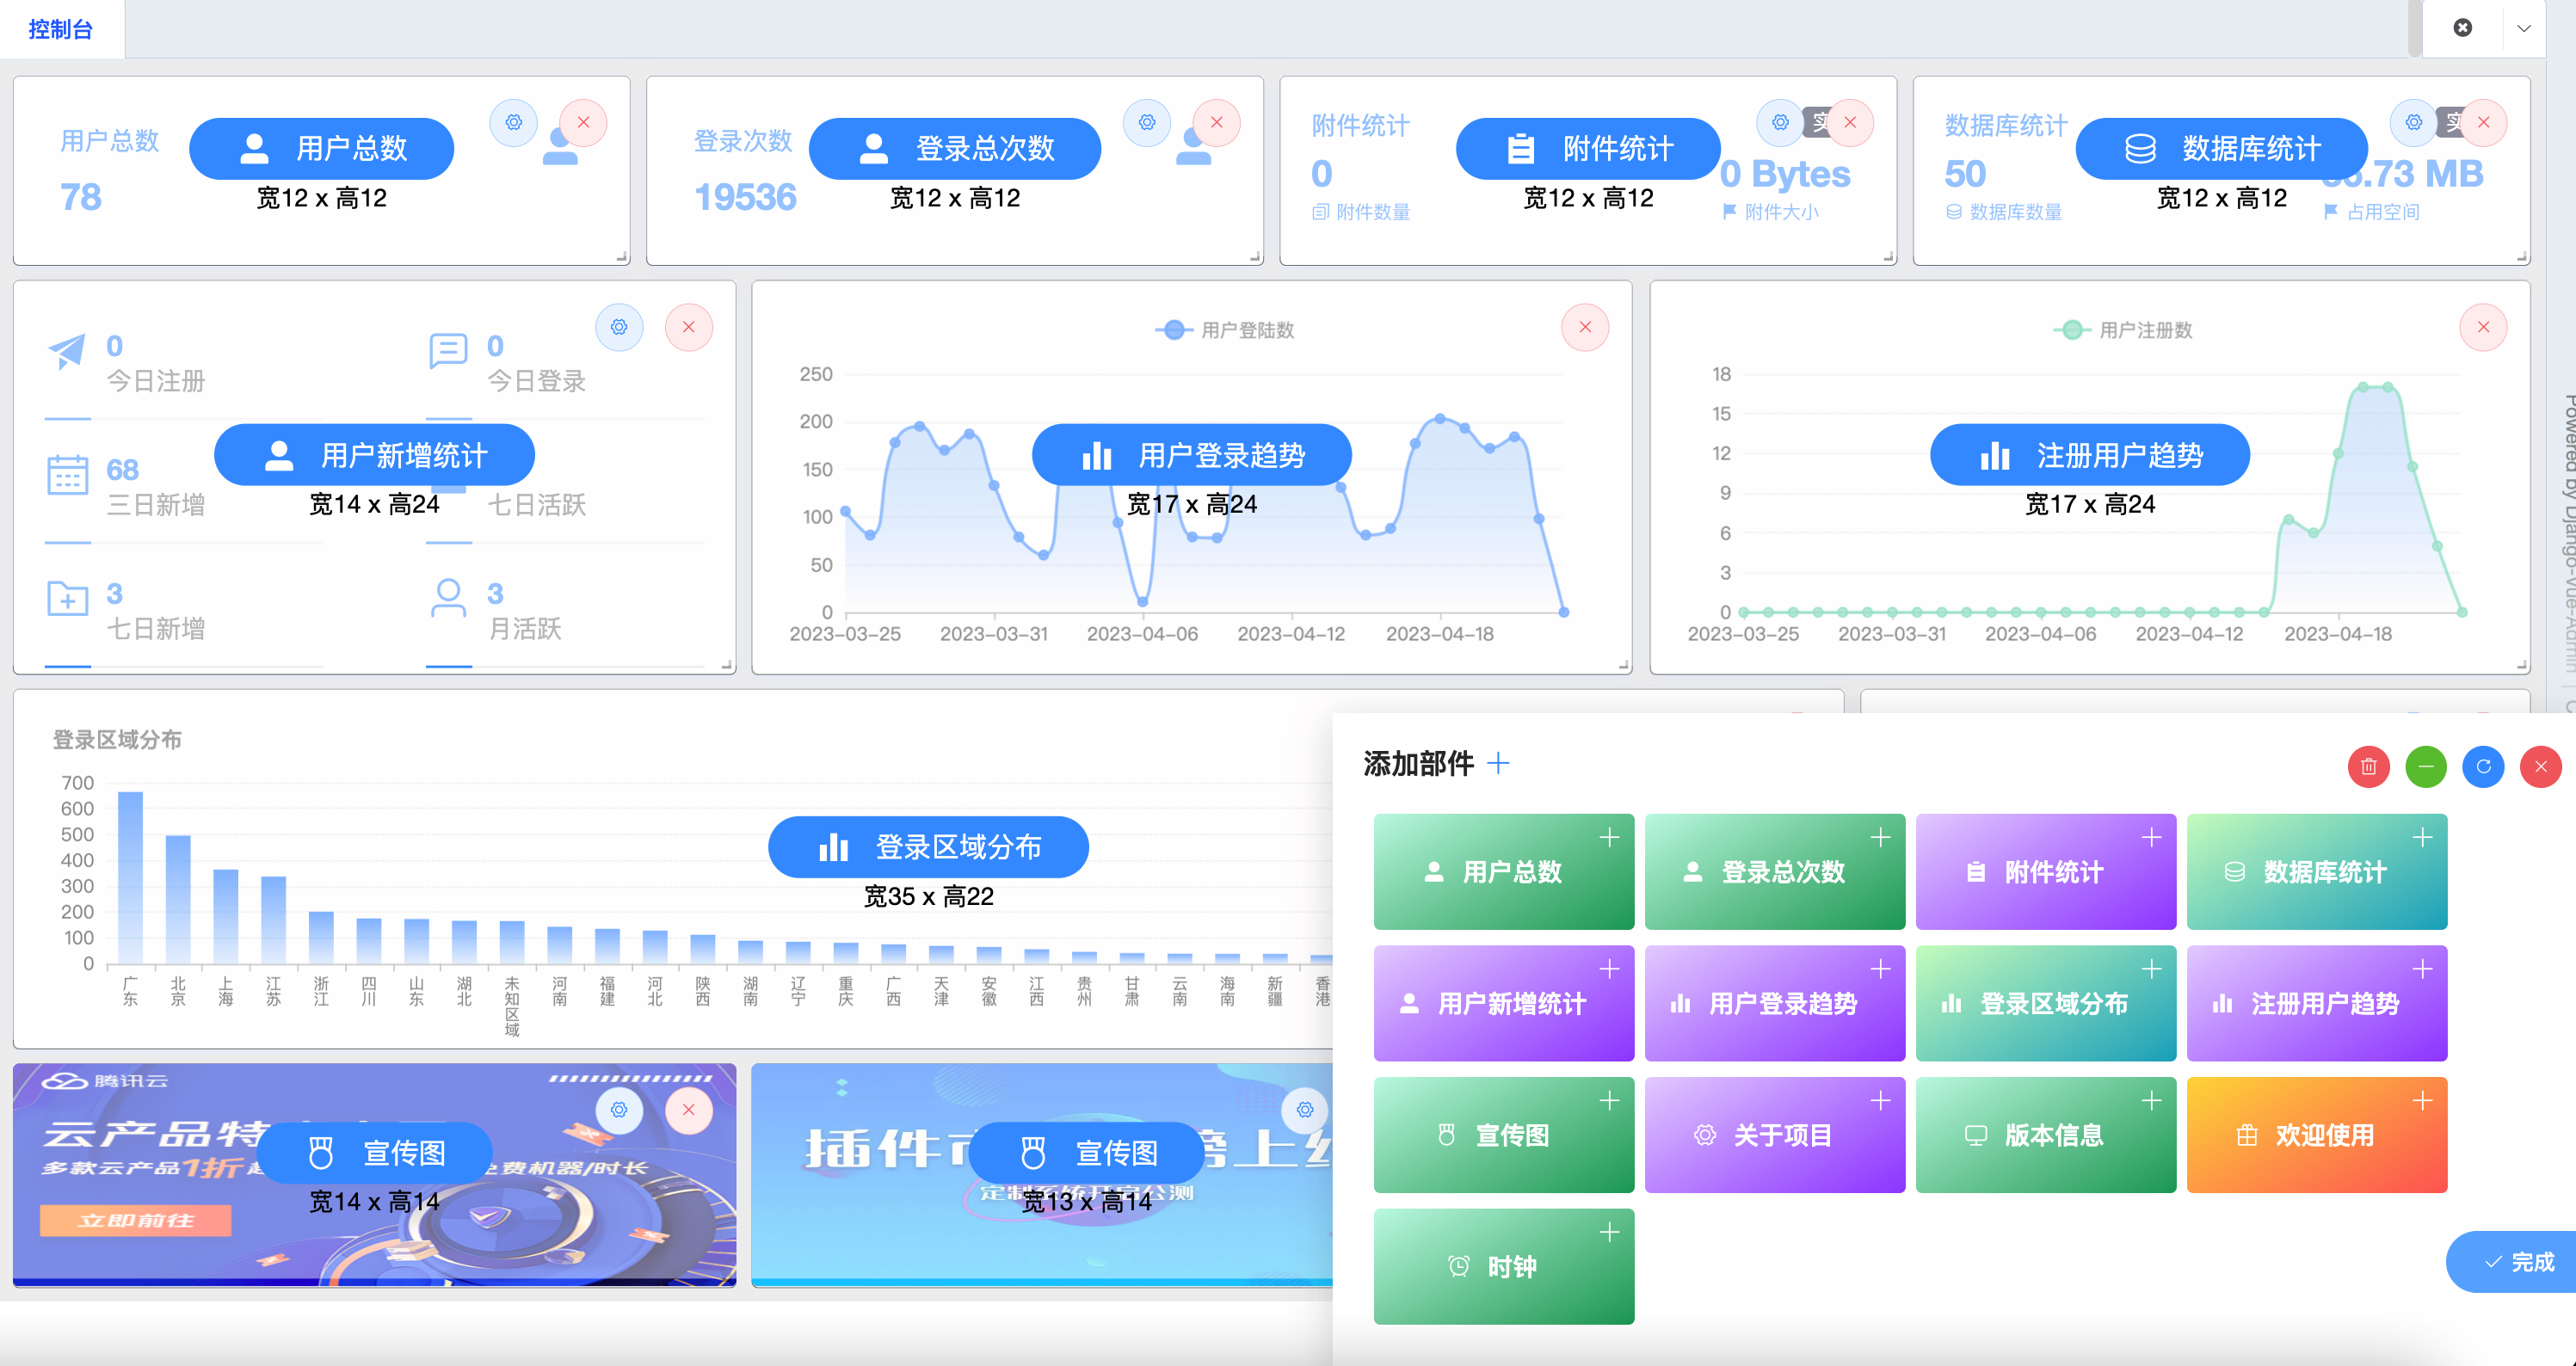 控制台
用户总数
用户总数
78
宽12 x 高12
登录次数
登录总次数
19536
宽12 x 高12
附件统计
附件统计
实
0
0 Bytes
宽12 x 高12
附件数量
附件大小
数据库统计
数据库统计
实
50
.73 MB
宽12 x 高12
数据库数量
占用空间
0
今日注册
0
今日登录
用户新增统计
宽14 x 高24
68
三日新增
七日活跃
3
七日新增
3
月活跃
用户登陆数
250
200
150
100
50
0
用户登录趋势
宽17 x 高24
2023-03-25
2023-03-31
2023-04-06
2023-04-12
2023-04-18
用户注册数
18
15
12
9
6
3
0
注册用户趋势
宽17 x 高24
2023-03-25
2023-03-31
2023-04-06
2023-04-12
2023-04-18
Powered by Django-Vue-Admin
登录区域分布
700
600
500
400
300
200
100
0
登录区域分布
宽35 x 高22
广东
北京
上海
江苏
浙江
四川
山东
湖北
未知区域
河南
福建
河北
陕西
湖南
辽宁
重庆
广西
天津
安徽
江西
贵州
甘肃
云南
海南
新疆
香港
腾讯云
云产品特
宣传图
多款云产品1折
免费机器/时长
宽14 x 高14
立即前往
插件
宣传图
榜上线
定制系统开启公测
宽13 x 高14
添加部件
用户总数
登录总次数
附件统计
数据库统计
用户新增统计
用户登录趋势
登录区域分布
注册用户趋势
宣传图
关于项目
版本信息
欢迎使用
时钟
完成